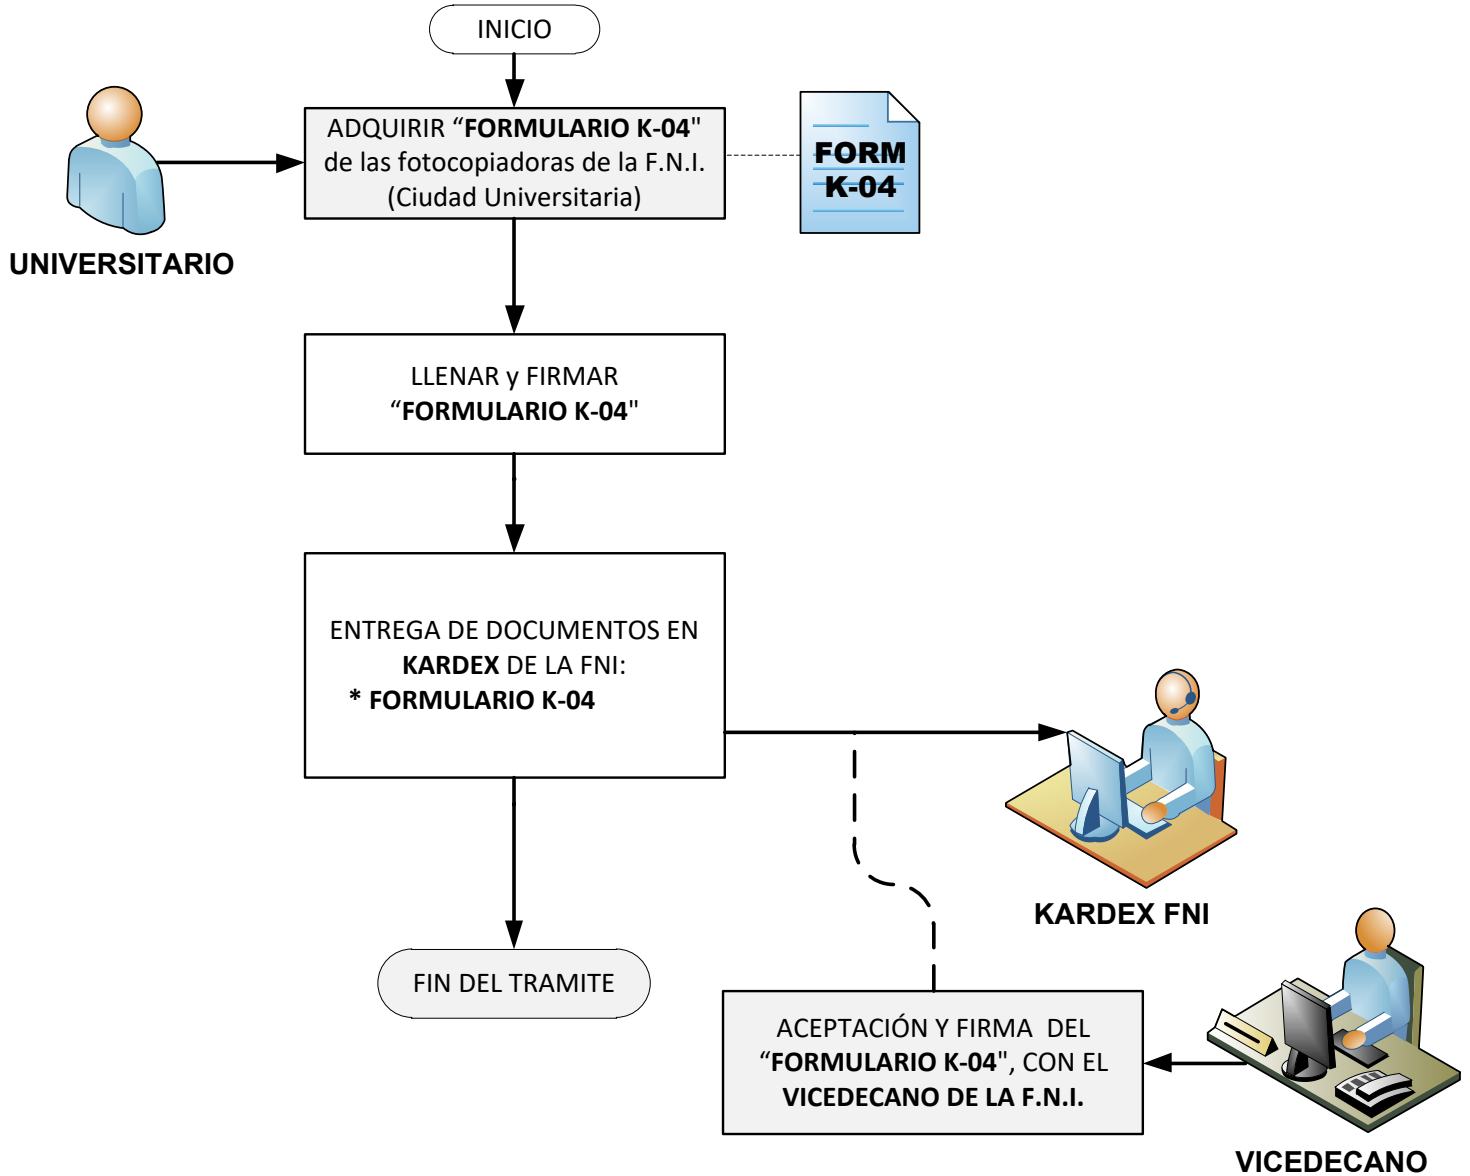 INICIO
ADQUIRIR “FORMULARIO K-04"
de las fotocopiadoras de la F.N.I.
(Ciudad Universitaria)
FORM
K-04
UNIVERSITARIO
LLENAR y FIRMAR
“FORMULARIO K-04"
ENTREGA DE DOCUMENTOS EN
KARDEX DE LA FNI:
* FORMULARIO K-04
KARDEX FNI
FIN DEL TRAMITE
ACEPTACIÓN Y FIRMA DEL
“FORMULARIO K-04", CON EL
VICEDECANO DE LA F.N.I.
VICEDECANO